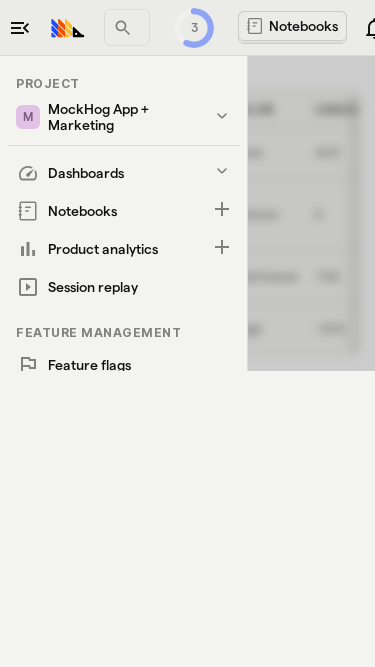 3
Notebooks
PROJECT
M
MockHog App +
Marketing
Dashboards
Notebooks
Product analytics
Session replay
FEATURE MANAGEMENT
Feature flags